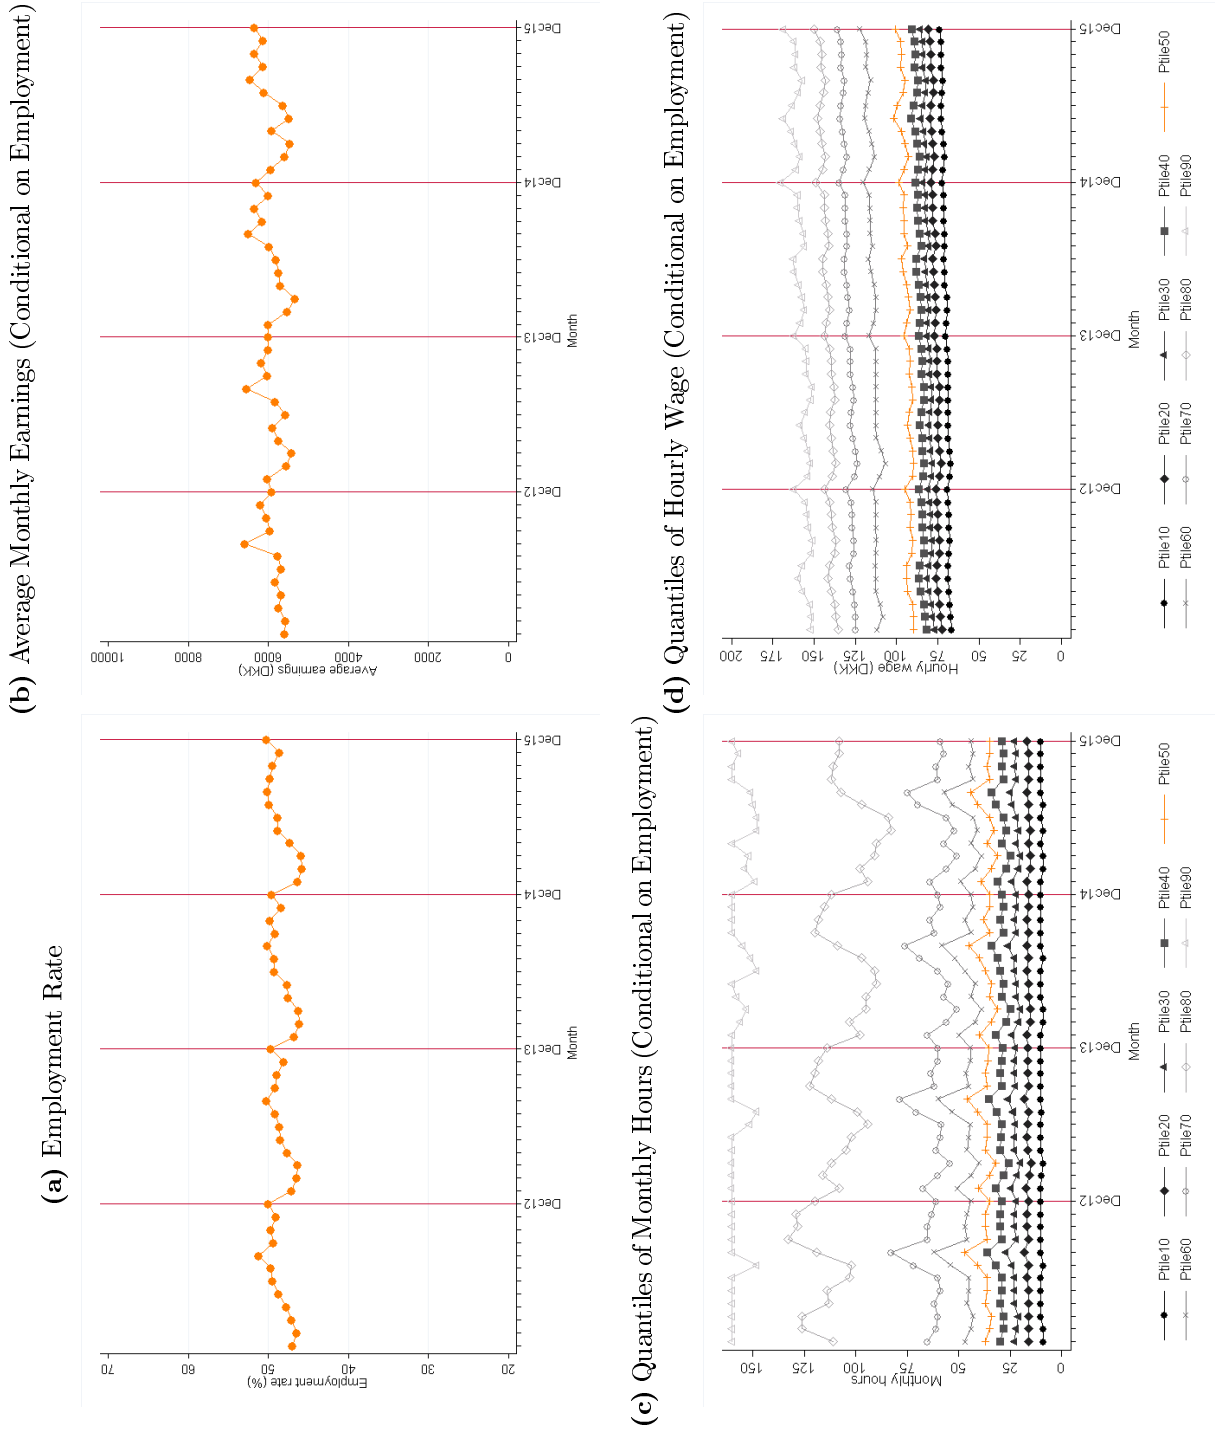 (a) Employment Rate
Employment rate (%)
70
60
50
40
30
20
Dec12
Dec13
Dec14
Dec15
Month
(b) Average Monthly Earnings (Conditional on Employment)
Average earnings (DKK)
10000
8000
6000
4000
2000
0
Dec12
Dec13
Dec14
Dec15
Month
(c) Quantiles of Monthly Hours (Conditional on Employment)
Monthly hours
150
125
100
75
50
25
0
Dec12
Dec13
Dec14
Dec15
Month
Ptile10 Ptile20 Ptile30 Ptile40 Ptile50
Ptile60 Ptile70 Ptile80 Ptile90
(d) Quantiles of Hourly Wage (Conditional on Employment)
Hourly wage (DKK)
200
175
150
125
100
75
50
25
0
Dec12
Dec13
Dec14
Dec15
Month
Ptile10 Ptile20 Ptile30 Ptile40 Ptile50
Ptile60 Ptile70 Ptile80 Ptile90